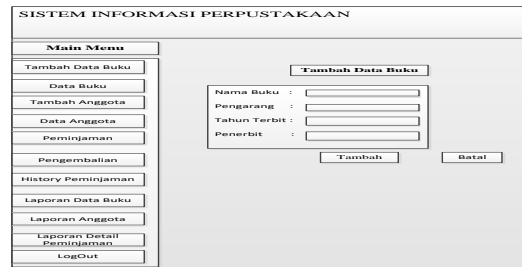 SISTEM INFORMASI PERPUSTAKAAN
Main Menu
Tambah Data Buku
Data Buku
Tambah Anggota
Data Anggota
Peminjaman
Pengembalian
History Peminjaman
Laporan Data Buku
Laporan Anggota
Laporan Detail
Peminjaman
LogOut
Tambah Data Buku
Nama Buku :
Pengarang :
Tahun Terbit :
Penerbit :
Tambah
Batal